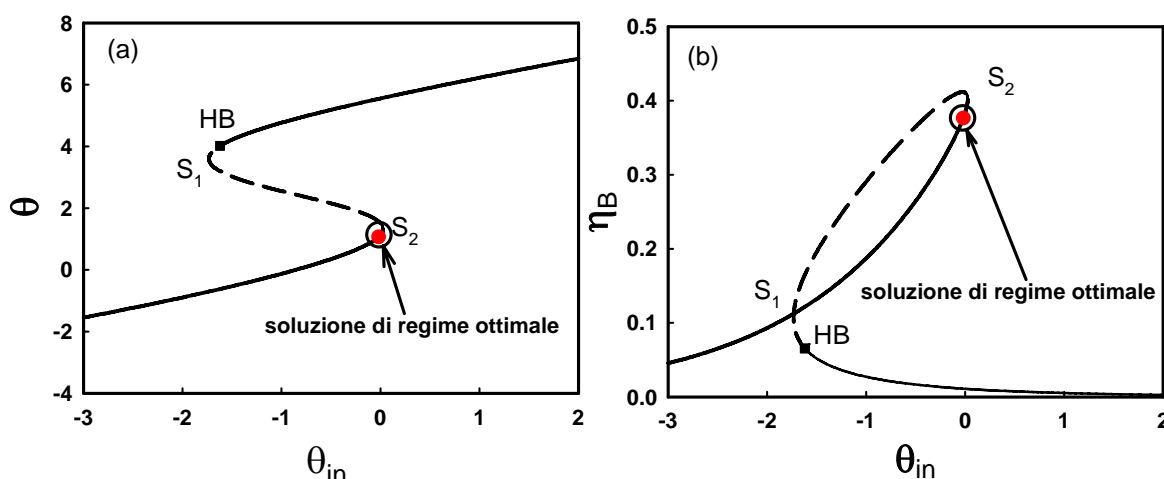 (a)
8
6
4
2
0
-2
-4
θ
HB
S1
S2
soluzione di regime ottimale
-3 -2 -1 0 1 2
θin
(b)
0.5
0.4
0.3
0.2
0.1
0.0
ηB
S2
soluzione di regime ottimale
S1
HB
-3 -2 -1 0 1 2
θin